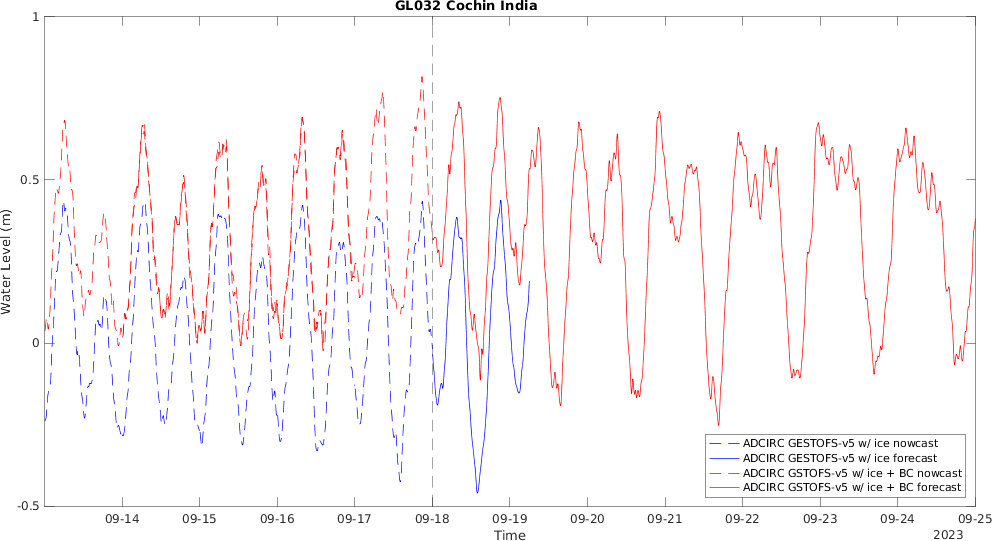 GL032 Cochin India
1
0.5
0
-0.5
Water Level (m)
09-14 09-15 09-16 09-17 09-18 09-19 09-20 09-21 09-22 09-23 09-24 09-25
Time
2023
ADCIRC GESTOFS-v5 w/ ice nowcast
ADCIRC GESTOFS-v5 w/ ice forecast
ADCIRC GSTOFS-v5 w/ ice + BC nowcast
ADCIRC GSTOFS-v5 w/ ice + BC forecast